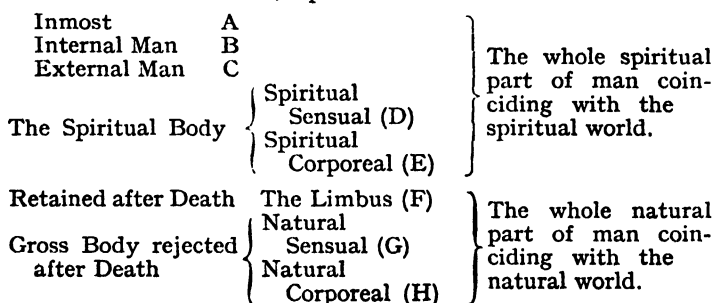 Inmost A
Internal Man B
External Man C
The Spiritual Body
Spiritual
Sensual (D)
Spiritual
Corporeal (E)
The whole spiritual
part of man coin-
ciding with the
spiritual world.
Retained after Death The Limbus (F)
Gross Body rejected
after Death
Natural
Sensual (G)
Natural
Corporeal (H)
The whole natural
part of man coin-
ciding with the
natural world.